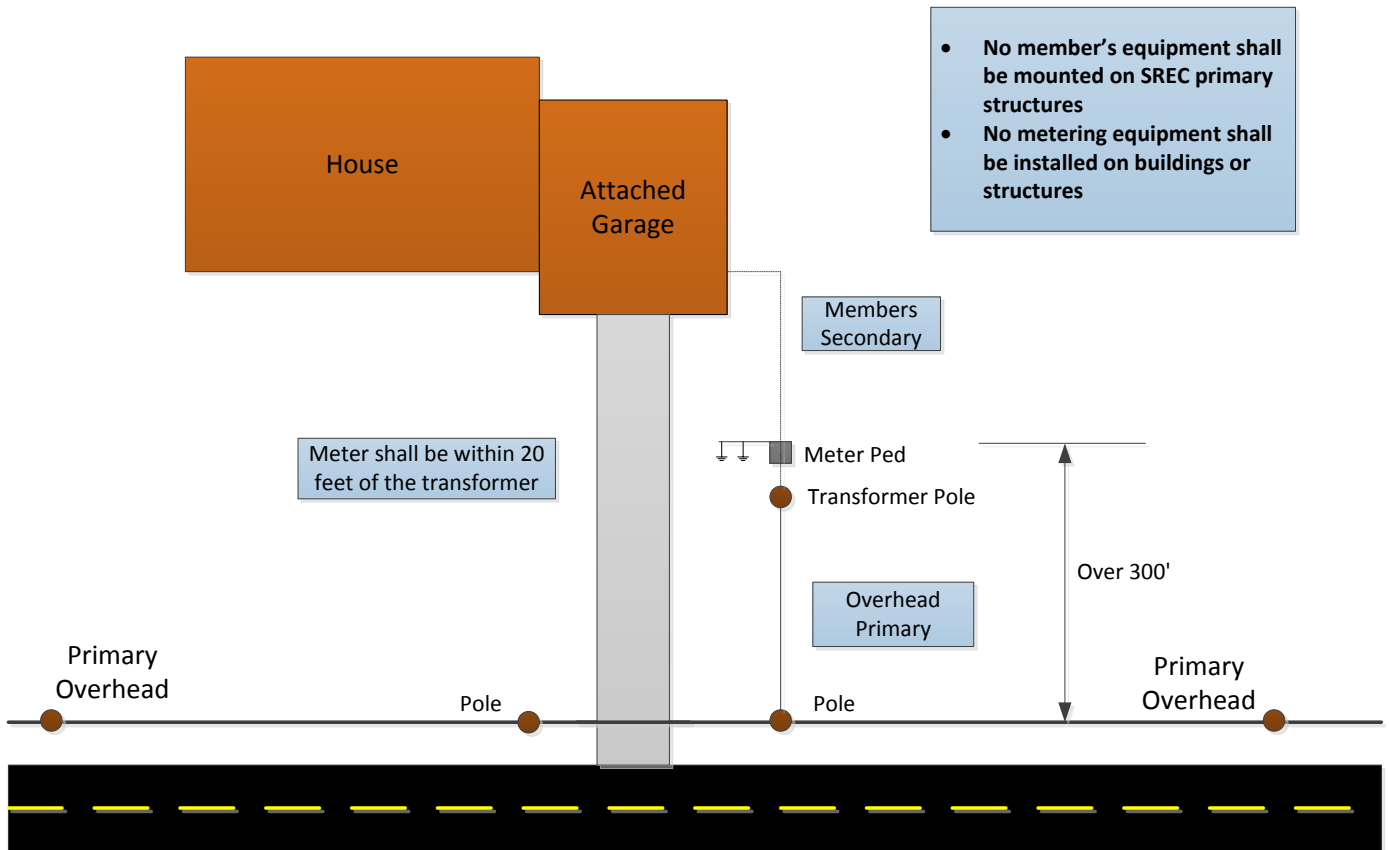 • No member’s equipment shall
be mounted on SREC primary
structures
• No metering equipment shall
be installed on buildings or
structures
House
Attached
Garage
Members
Secondary
Meter shall be within 20
feet of the transformer
Meter Ped
Transformer Pole
Over 300'
Overhead
Primary
Primary
Overhead
Pole
Pole
Primary
Overhead